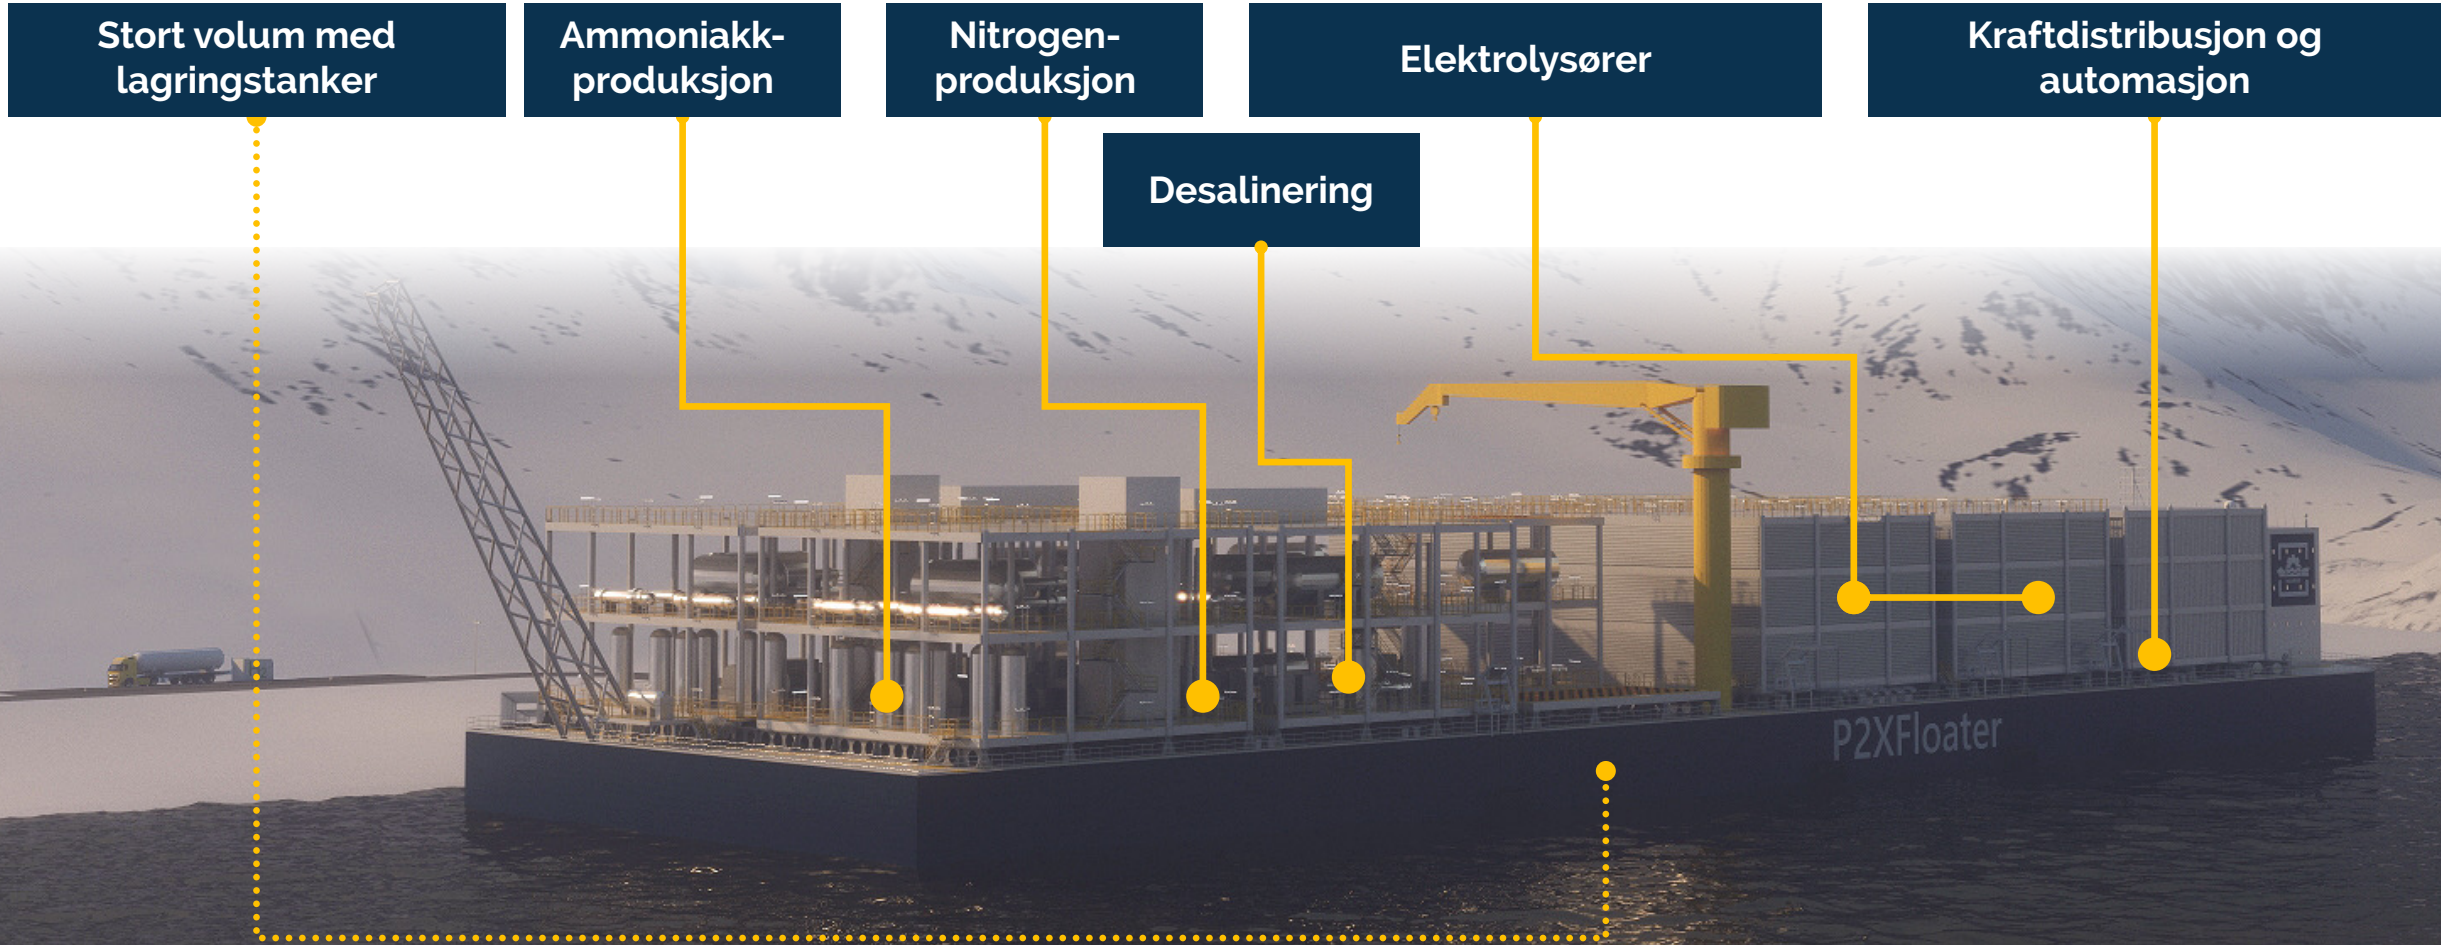 Stort volum med
lagringstanker
Ammoniakk-
produksjon
Nitrogen-
produksjon
Elektrolysører
Kraftdistribusjon og
automasjon
Desalinering
P2XFloater